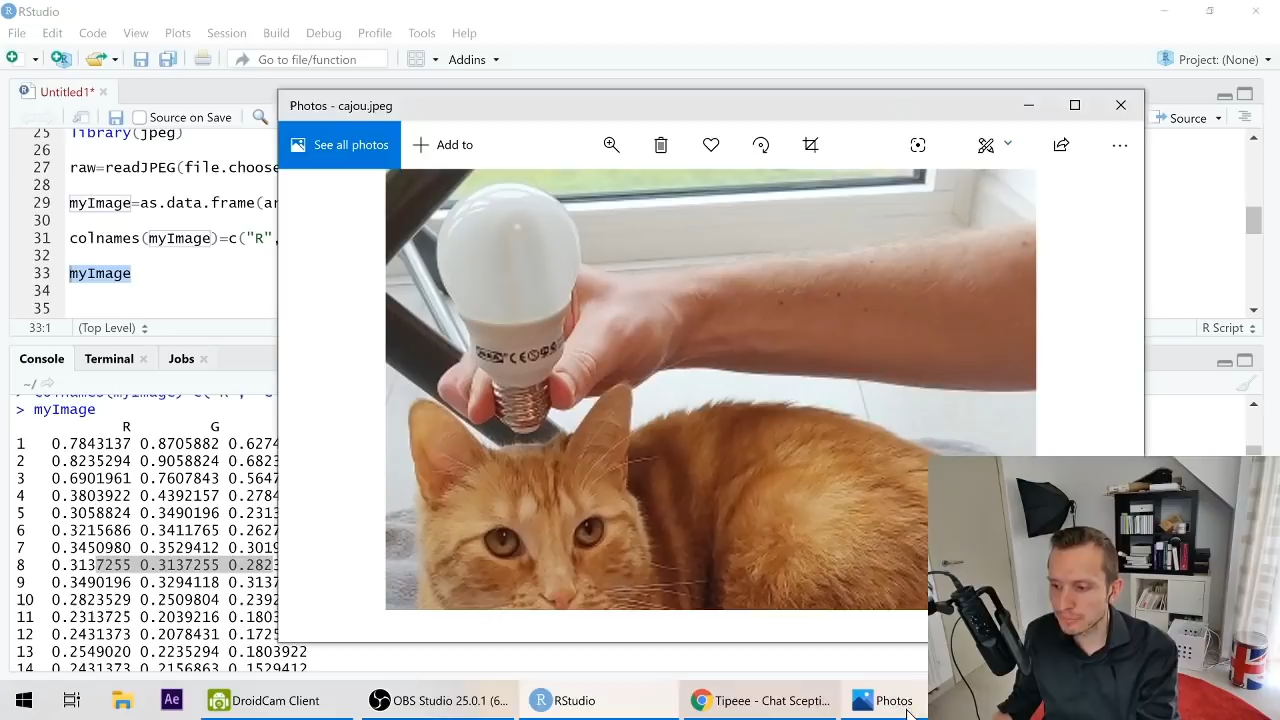 RStudio
File Edit Code View Plots Session Build Debug Profile Tools Help
Go to file/function Addins Project: (None)
Untitled1*
Source on Save Source
25 library(jpeg)
26
27 raw=readJPEG(file.choose
28
29 myImage=as.data.frame(ar
30
31 colnames(myImage)=c("R",
32
33 myImage
34
35
33:1 (Top Level) R Script
Console Terminal Jobs
~/
> myImage
R G
1 0.7843137 0.8705882 0.6274
2 0.8235294 0.9058824 0.6823
3 0.6901961 0.7607843 0.5647
4 0.3803922 0.4392157 0.2784
5 0.3058824 0.3490196 0.2313
6 0.3215686 0.3411765 0.2627
7 0.3450980 0.3529412 0.3019
8 0.3137255 0.3137255 0.2823
9 0.3490196 0.3294118 0.3137
10 0.2823529 0.2509804 0.2392
11 0.2313725 0.2039216 0.1803
12 0.2431373 0.2078431 0.1725
13 0.2549020 0.2235294 0.1803922
14 0.2431373 0.2156863 0.1529412
Photos - cajou.jpeg
See all photos Add to
Ae DroidCam Client OBS Studio 25.0.1 (6... RStudio Tipeee - Chat Scepti... Photos